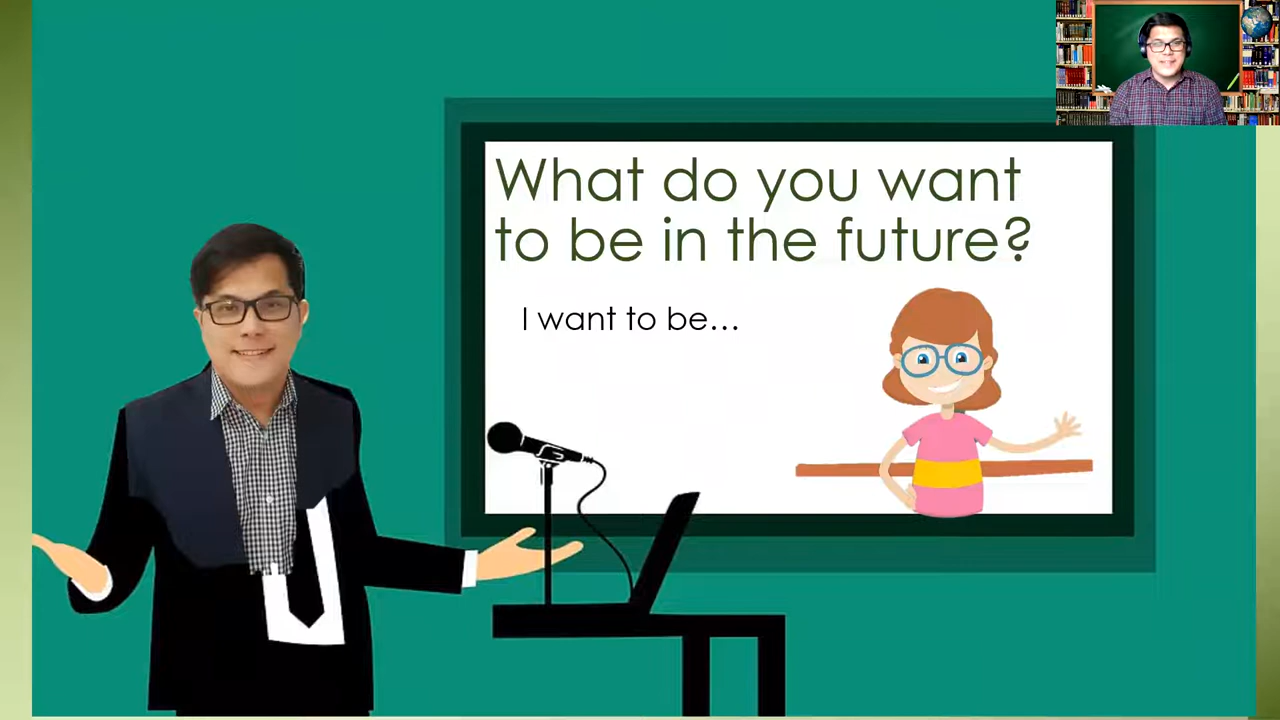 What do you want
to be in the future?
I want to be...